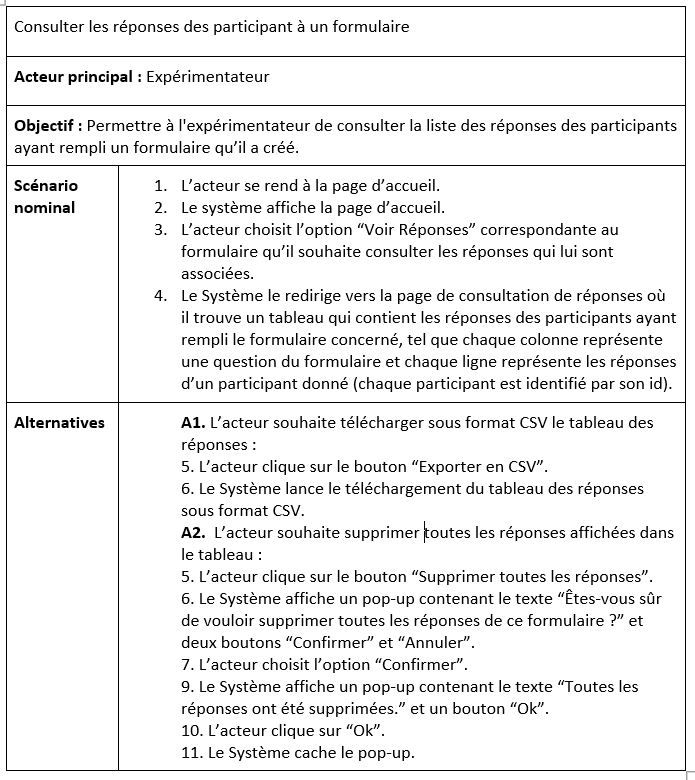 Consulter les réponses des participant à un formulaire
Acteur principal : Expérimentateur
Objectif : Permettre à l'expérimentateur de consulter la liste des réponses des participants
ayant rempli un formulaire qu’il a créé.
Scénario
nominal
1. L’acteur se rend à la page d’accueil.
2. Le système affiche la page d’accueil.
3. L’acteur choisit l’option “Voir Réponses” correspondante au
formulaire qu’il souhaite consulter les réponses qui lui sont
associées.
4. Le Système le redirige vers la page de consultation de réponses où
il trouve un tableau qui contient les réponses des participants ayant
rempli le formulaire concerné, tel que chaque colonne représente
une question du formulaire et chaque ligne représente les réponses
d’un participant donné (chaque participant est identifié par son id).
Alternatives
A1. L’acteur souhaite télécharger sous format CSV le tableau des
réponses :
5. L’acteur clique sur le bouton “Exporter en CSV”.
6. Le Système lance le téléchargement du tableau des réponses
sous format CSV.
A2. L’acteur souhaite supprimer toutes les réponses affichées dans
le tableau :
5. L’acteur clique sur le bouton “Supprimer toutes les réponses”.
6. Le Système affiche un pop-up contenant le texte “Êtes-vous sûr
de vouloir supprimer toutes les réponses de ce formulaire ?” et
deux boutons “Confirmer” et “Annuler”.
7. L’acteur choisit l’option “Confirmer”.
9. Le Système affiche un pop-up contenant le texte “Toutes les
réponses ont été supprimées.” et un bouton “Ok”.
10. L’acteur clique sur “Ok”.
11. Le Système cache le pop-up.